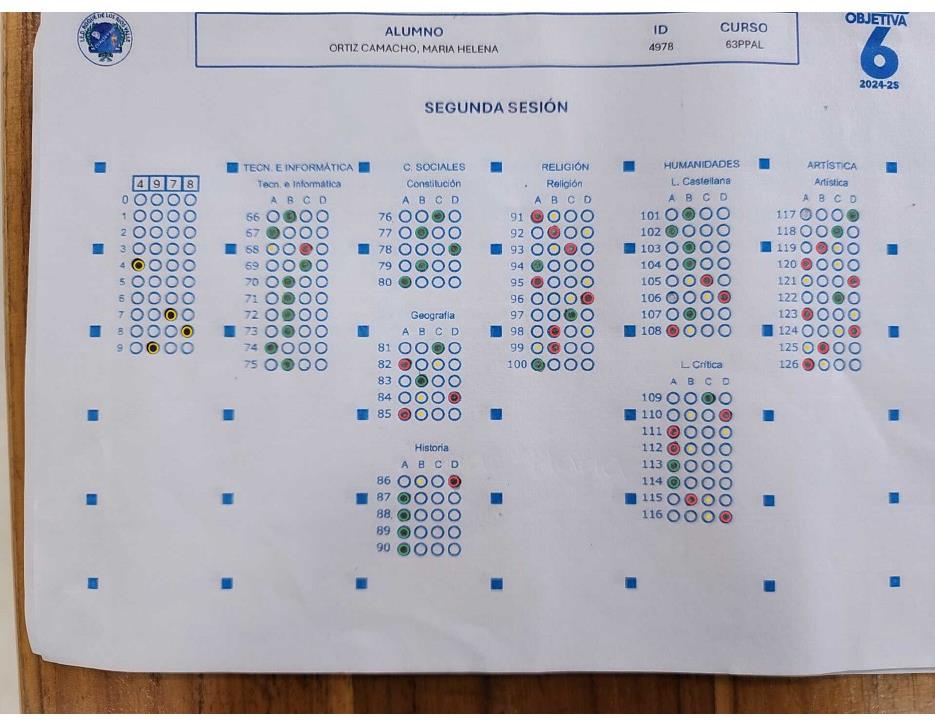 I.E.D. ROQUE DE LOS RIOS VALLE
ALUMNO
ORTIZ CAMACHO, MARIA HELENA
ID
4978
CURSO
63PPAL
OBJETIVA
6
2024-2S
SEGUNDA SESIÓN
4 9 7 8
0
1
2
3
4
5
6
7
8
9
TECN. E INFORMÁTICA
Tecn. e Informática
A B C D
66
67
68
69
70
71
72
73
74
75
C. SOCIALES
Constitución
A B C D
76
77
78
79
80
Geografía
A B C D
81
82
83
84
85
Historia
A B C D
86
87
88
89
90
RELIGIÓN
Religión
A B C D
91
92
93
94
95
96
97
98
99
100
HUMANIDADES
L. Castellana
A B C D
101
102
103
104
105
106
107
108
L. Crítica
A B C D
109
110
111
112
113
114
115
116
ARTÍSTICA
Artística
A B C D
117
118
119
120
121
122
123
124
125
126